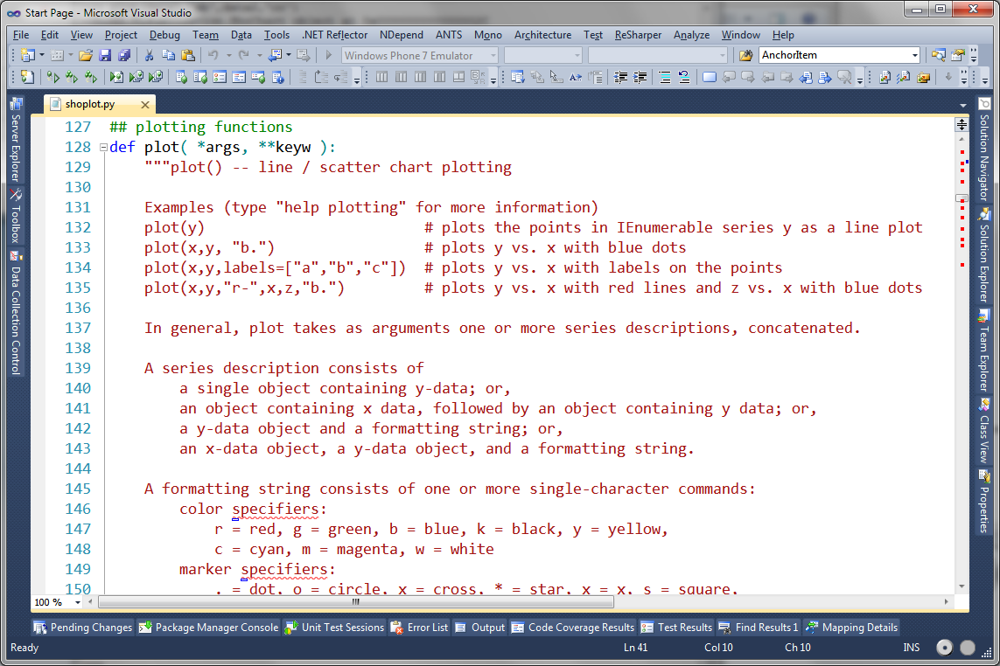 Start Page - Microsoft Visual Studio
File Edit View Project Debug Team Data Tools .NET Reflector NDepend ANTS Mono Architecture Test ReSharper Analyze Window Help
Windows Phone 7 Emulator AnchorItem
shoplot.py
Server Explorer
Toolbox
Data Collection Control
127 ## plotting functions
128 def plot( *args, **keyw ):
129 """plot() -- line / scatter chart plotting
130
131 Examples (type "help plotting" for more information)
132 plot(y) # plots the points in IEnumerable series y as a line plot
133 plot(x,y, "b.") # plots y vs. x with blue dots
134 plot(x,y,labels=["a","b","c"]) # plots y vs. x with labels on the points
135 plot(x,y,"r-",x,z,"b.") # plots y vs. x with red lines and z vs. x with blue dots
136
137 In general, plot takes as arguments one or more series descriptions, concatenated.
138
139 A series description consists of
140 a single object containing y-data; or,
141 an object containing x data, followed by an object containing y data; or,
142 a y-data object and a formatting string; or,
143 an x-data object, a y-data object, and a formatting string.
144
145 A formatting string consists of one or more single-character commands:
146 color specifiers:
147 r = red, g = green, b = blue, k = black, y = yellow,
148 c = cyan, m = magenta, w = white
149 marker specifiers:
150 . = dot, o = circle, x = cross, * = star, x = x, s = square,
Solution Navigator
Solution Explorer
Team Explorer
Class View
Properties
100 %
Pending Changes Package Manager Console Unit Test Sessions Error List Output Code Coverage Results Test Results Find Results 1 Mapping Details
Ready Ln 41 Col 10 Ch 10 INS